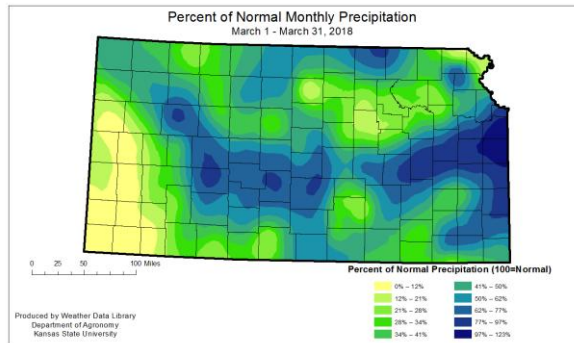 Percent of Normal Monthly Precipitation
March 1 - March 31, 2018
0 25 50 100 Miles
Produced by Weather Data Library
Department of Agronomy
Kansas State University
Percent of Normal Precipitation (100=Normal)
0% – 12%
12% – 21%
21% – 28%
28% – 34%
34% – 41%
41% – 50%
50% – 62%
62% – 77%
77% – 97%
97% – 123%